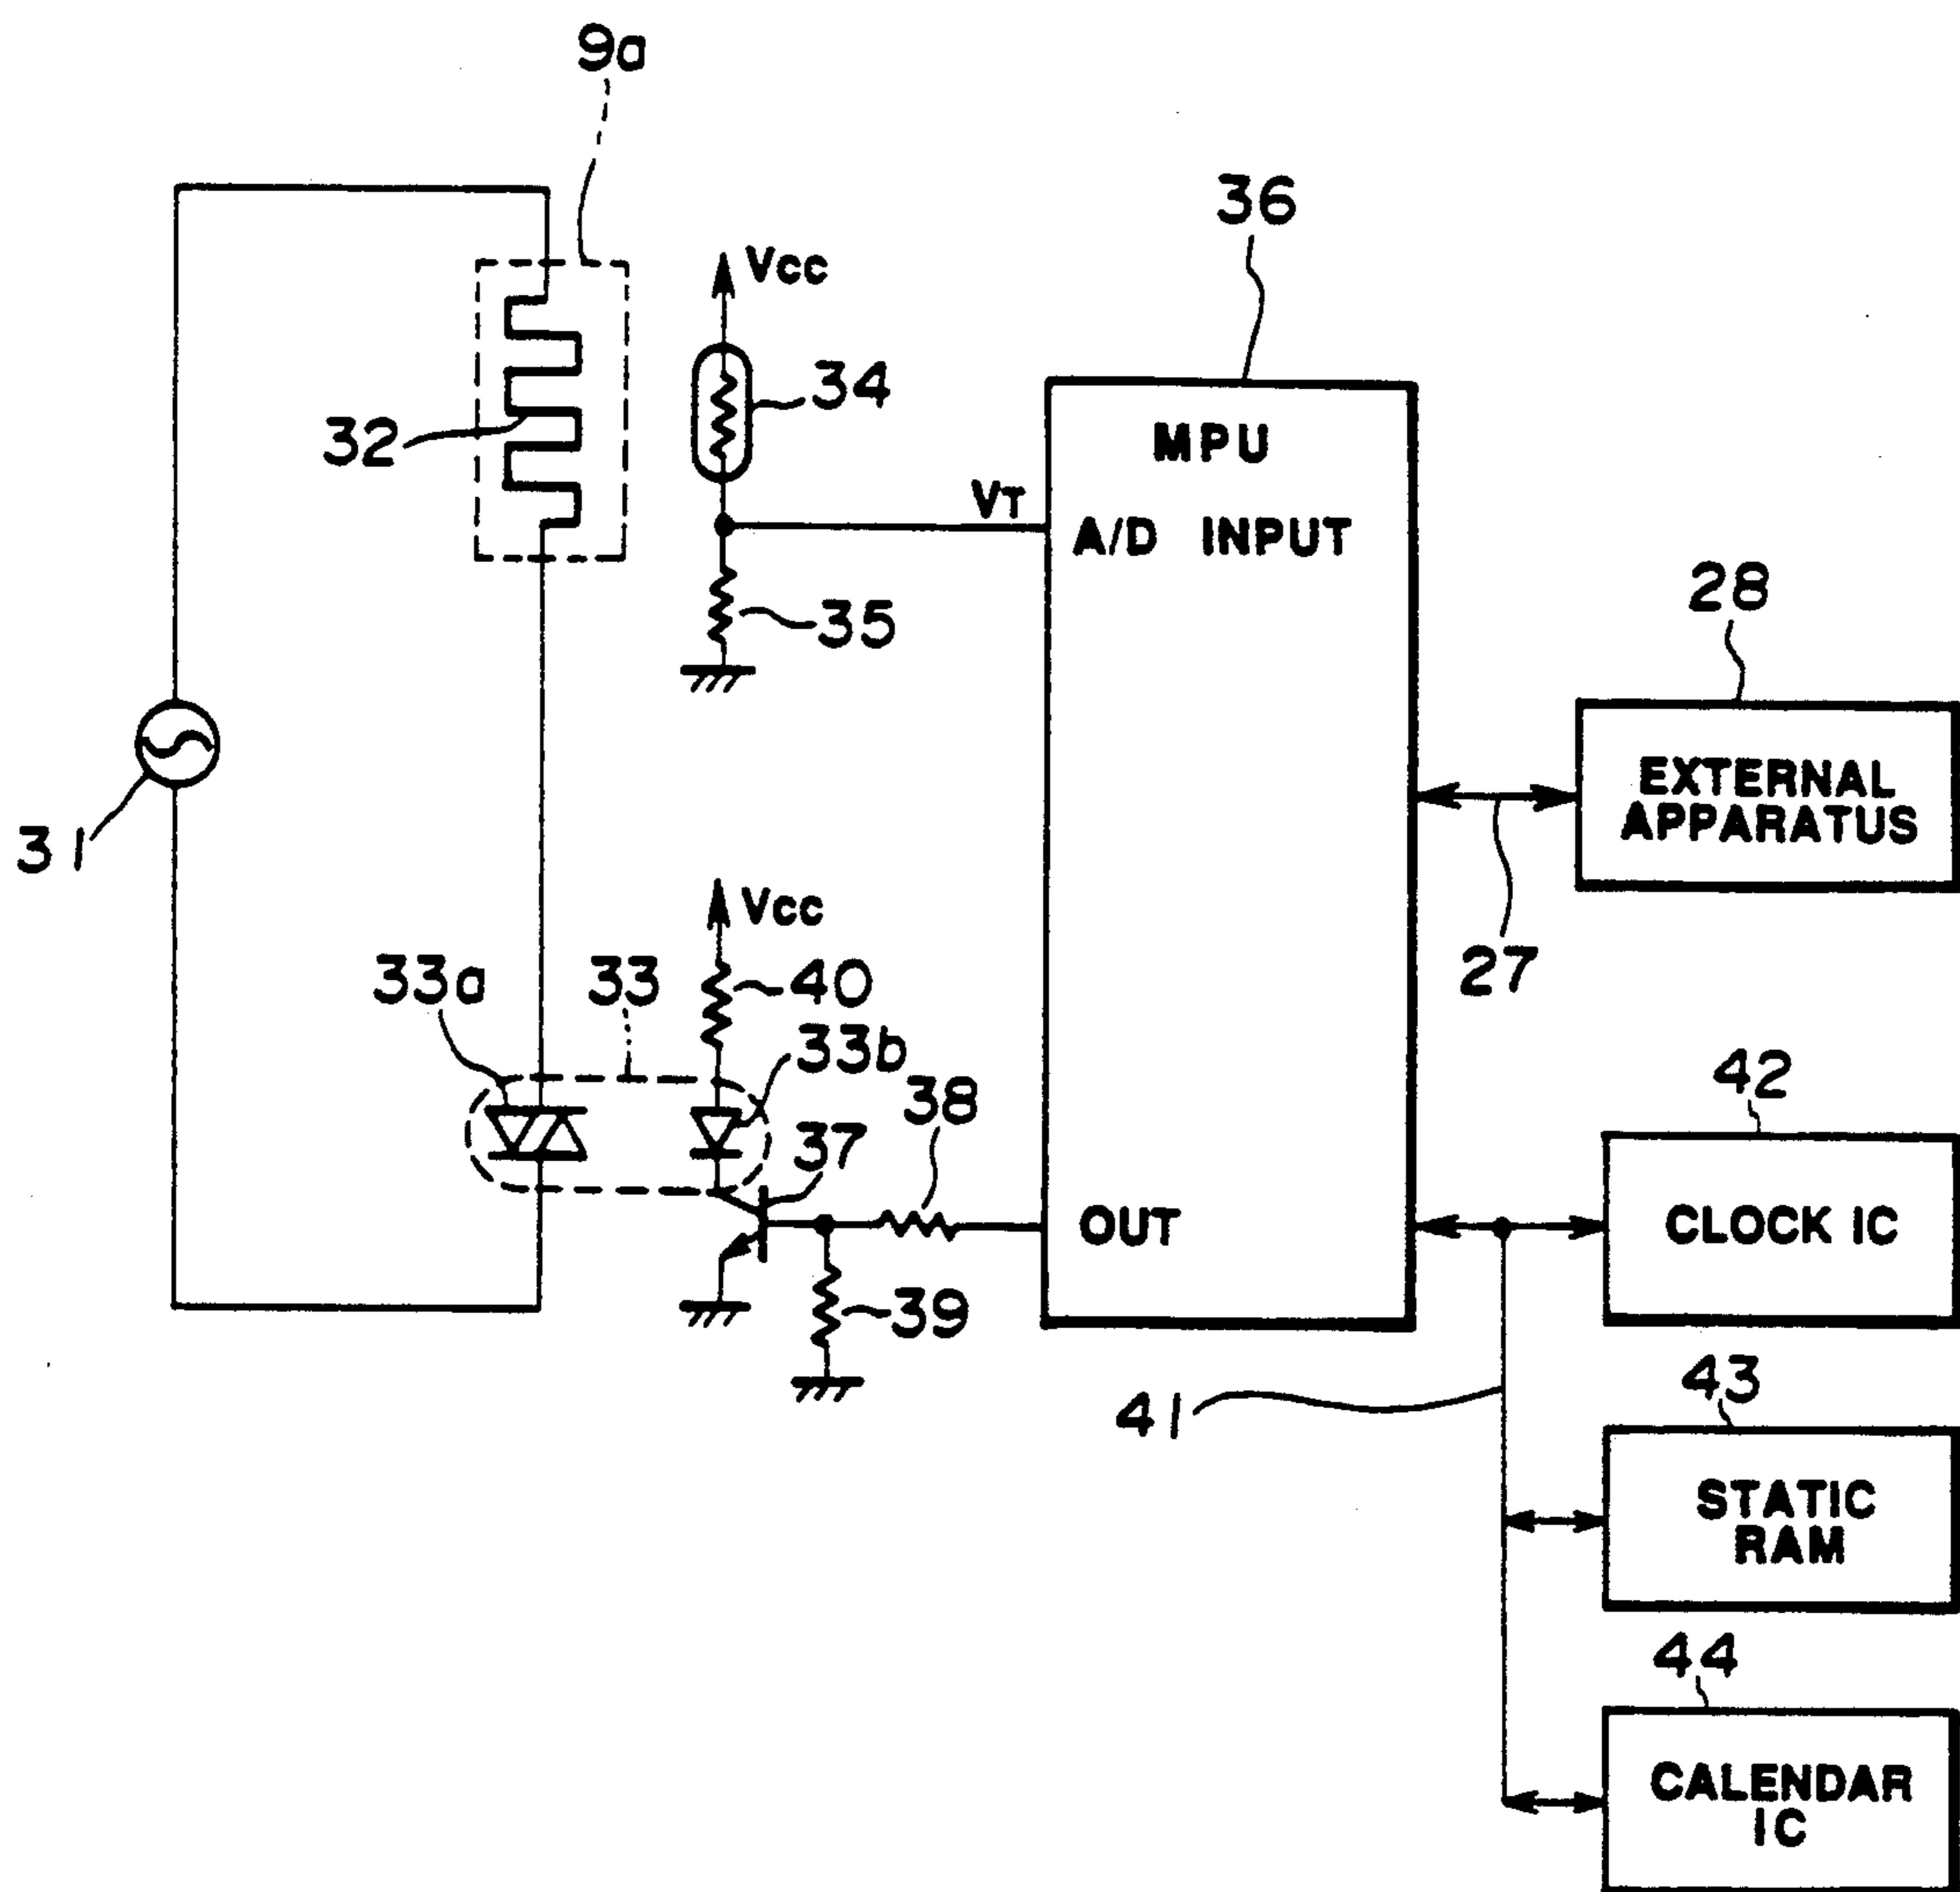 9a
36
Vcc
34
32
MPU
VT
A/D INPUT
28
35
EXTERNAL
APPARATUS
31
Vcc
27
33a
33
40
33b
38
42
37
OUT
CLOCK IC
39
43
41
STATIC
RAM
44
CALENDAR
IC